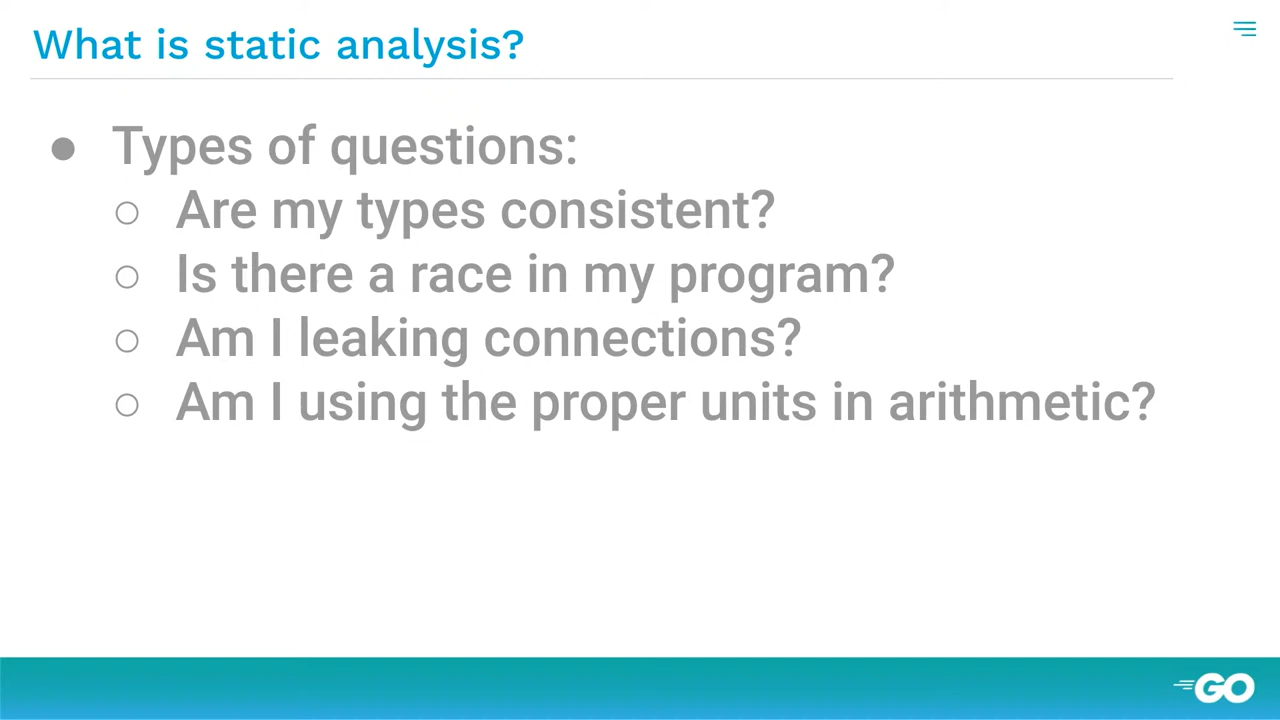 What is static analysis?
● Types of questions:
○ Are my types consistent?
○ Is there a race in my program?
○ Am I leaking connections?
○ Am I using the proper units in arithmetic?
GO